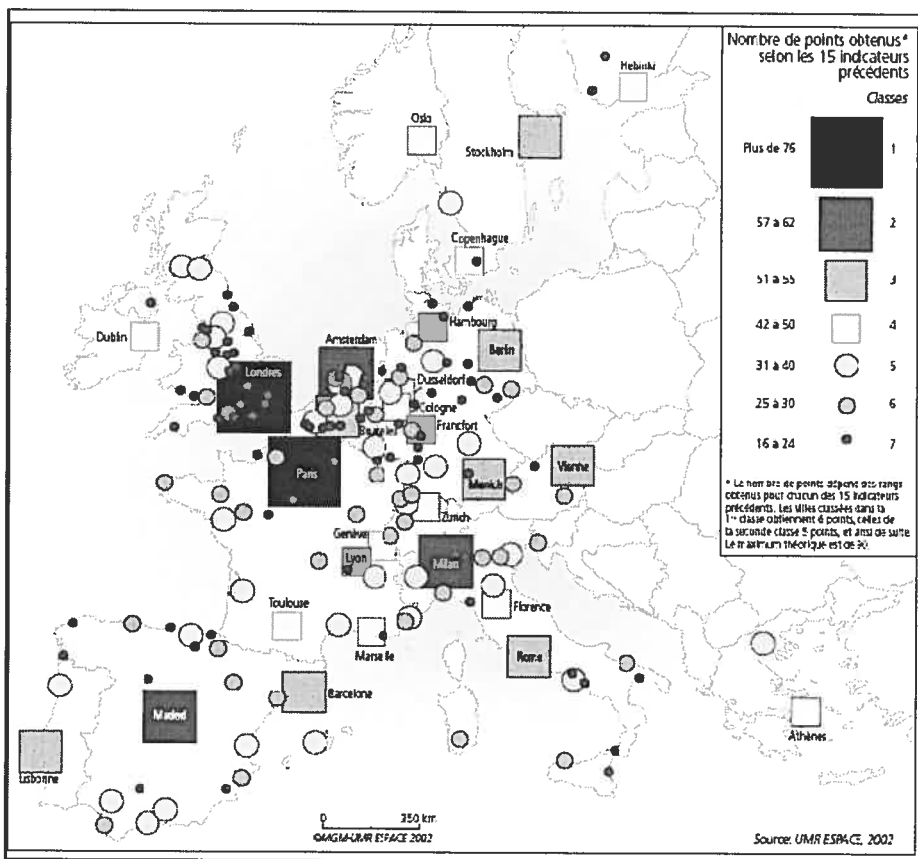 Nombre de points obtenus*
selon les 15 indicateurs
précédents
Classes
Plus de 75 1
57 à 62 2
51 à 55 3
42 à 50 4
31 à 40 5
25 à 30 6
16 à 24 7
* Le nombre de points dépend des rangs
obtenus pour chacun des 15 indicateurs
précédents. Les villes classées dans la
1re classe obtiennent 6 points, celles de
la seconde classe 5 points, et ainsi de suite.
Le maximum théorique est de 90.
Helsinki
Oslo
Stockholm
Copenhague
Dublin
Hambourg
Amsterdam
Berlin
Londres
Dusseldorf
Cologne
Bruxelles
Francfort
Paris
Munich
Vienne
Zurich
Genève
Lyon
Milan
Toulouse
Florence
Marseille
Rome
Barcelone
Madrid
Athènes
Lisbonne
0 250 km
©MGM-UMR ESPACE 2002
Source: UMR ESPACE, 2002